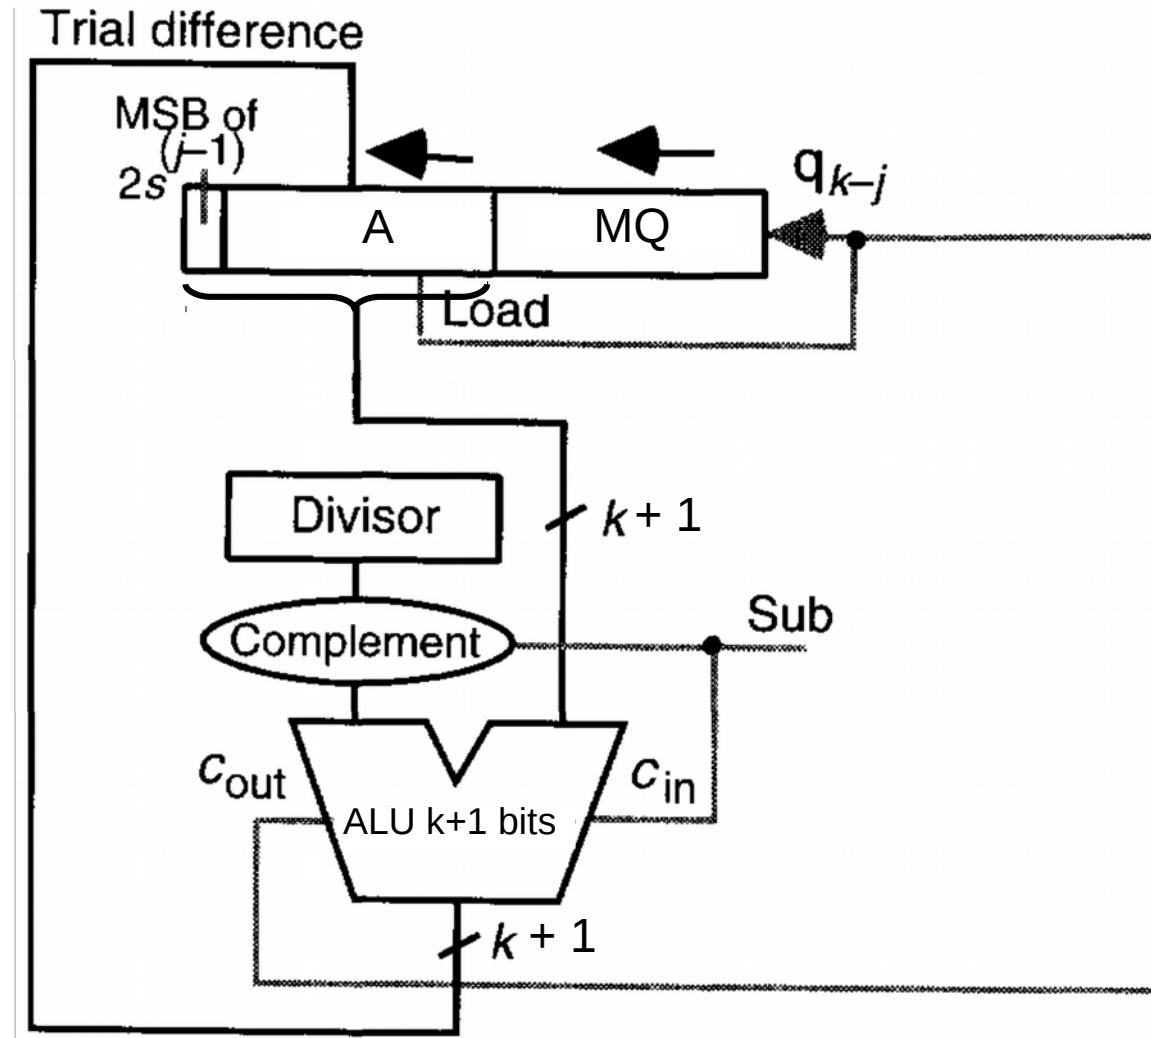 Trial difference
MSB of
2s(j–1)
A
MQ
qk–j
Load
Divisor
k + 1
Complement
Sub
cout
cin
ALU k+1 bits
k + 1